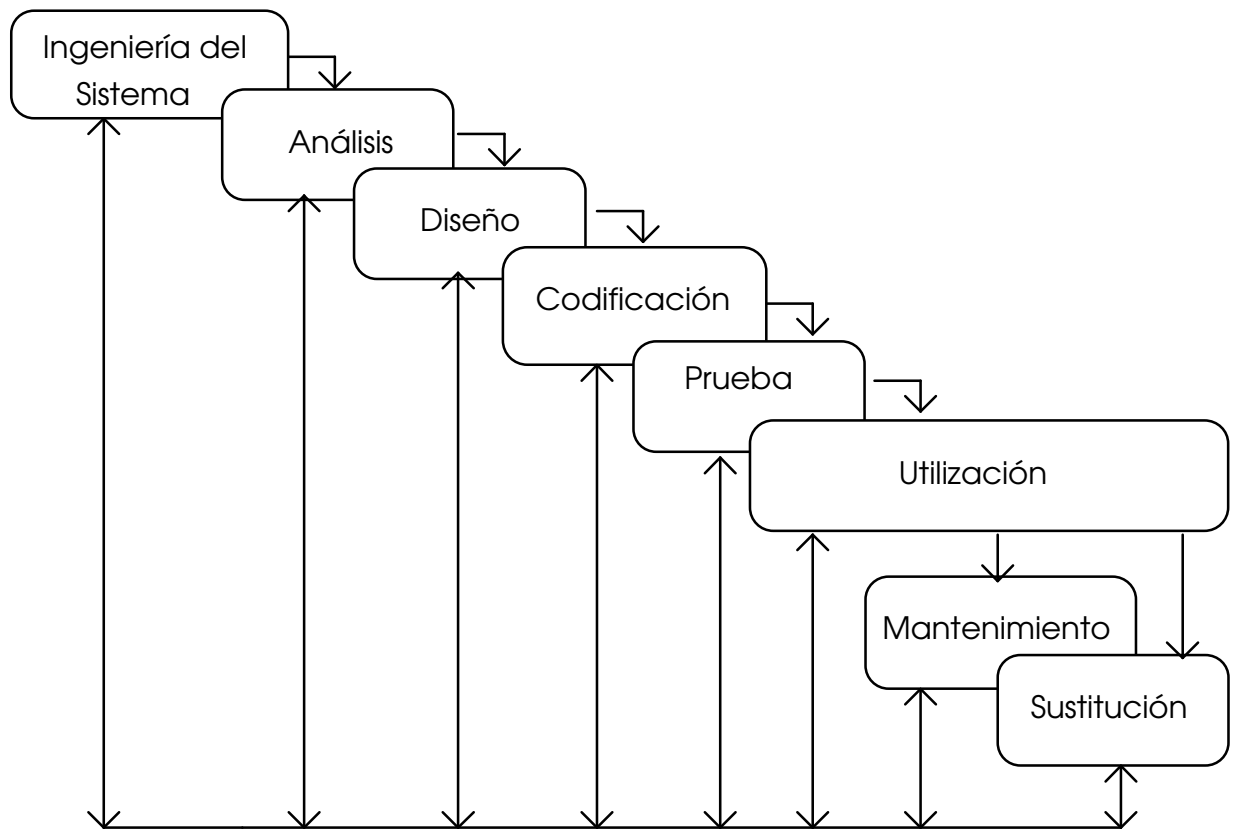 Ingeniería del
Sistema
Análisis
Diseño
Codificación
Prueba
Utilización
Mantenimiento
Sustitución